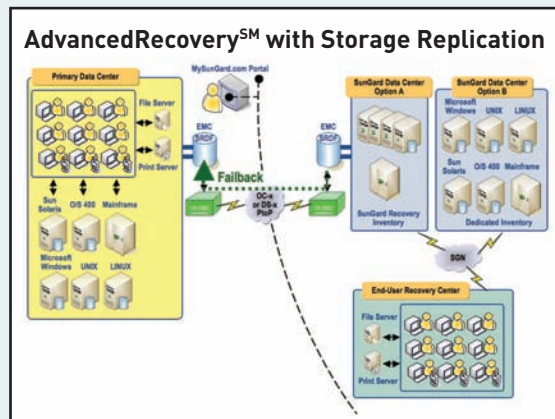 AdvancedRecovery℠ with Storage Replication
MySunGard.com Portal
Primary Data Center
File Server
Print Server
Sun Solaris
O/S 400
Mainframe
Microsoft Windows
UNIX
LINUX
EMC
SRDF
Failback
OC-x
or DS-x
PtoP
EMC
SRDF
SunGard Data Center
Option A
SunGard Recovery
Inventory
SunGard Data Center
Option B
Microsoft
Windows
UNIX
LINUX
Sun
Solaris
O/S 400
Mainframe
Dedicated Inventory
SGN
End-User Recovery Center
File Server
Print Server